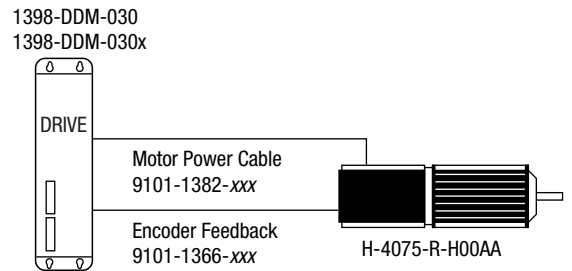 1398-DDM-030
1398-DDM-030x
DRIVE
Motor Power Cable
9101-1382-xxx
Encoder Feedback
9101-1366-xxx
H-4075-R-H00AA